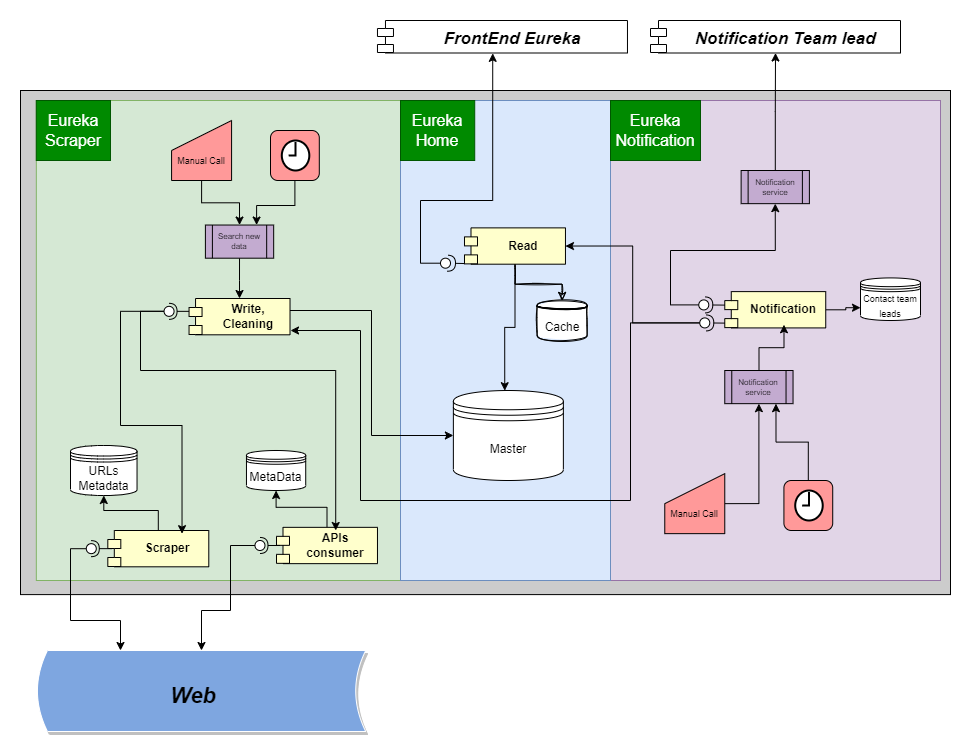 FrontEnd Eureka
Notification Team lead
Eureka
Scraper
Eureka
Home
Eureka
Notification
Manual Call
Notification
service
Search new
data
Read
Write,
Cleaning
Cache
Notification
Contact team
leads
Notification
service
Master
URLs
Metadata
MetaData
Manual Call
Scraper
APIs
consumer
Web